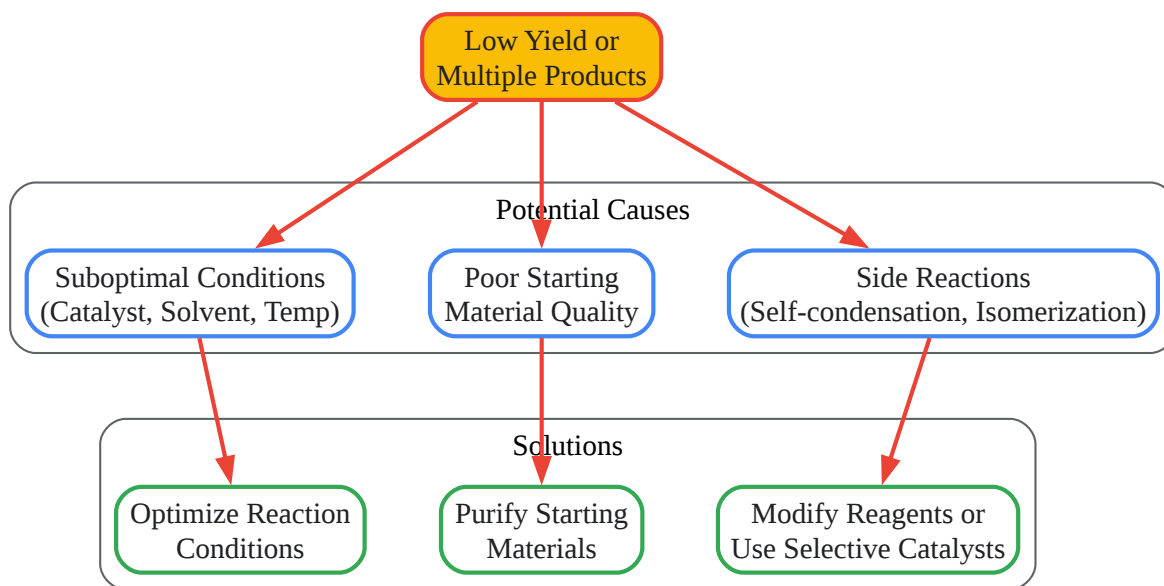 Low Yield or
Multiple Products
Potential Causes
Suboptimal Conditions
(Catalyst, Solvent, Temp)
Poor Starting
Material Quality
Side Reactions
(Self-condensation, Isomerization)
Solutions
Optimize Reaction
Conditions
Purify Starting
Materials
Modify Reagents or
Use Selective Catalysts